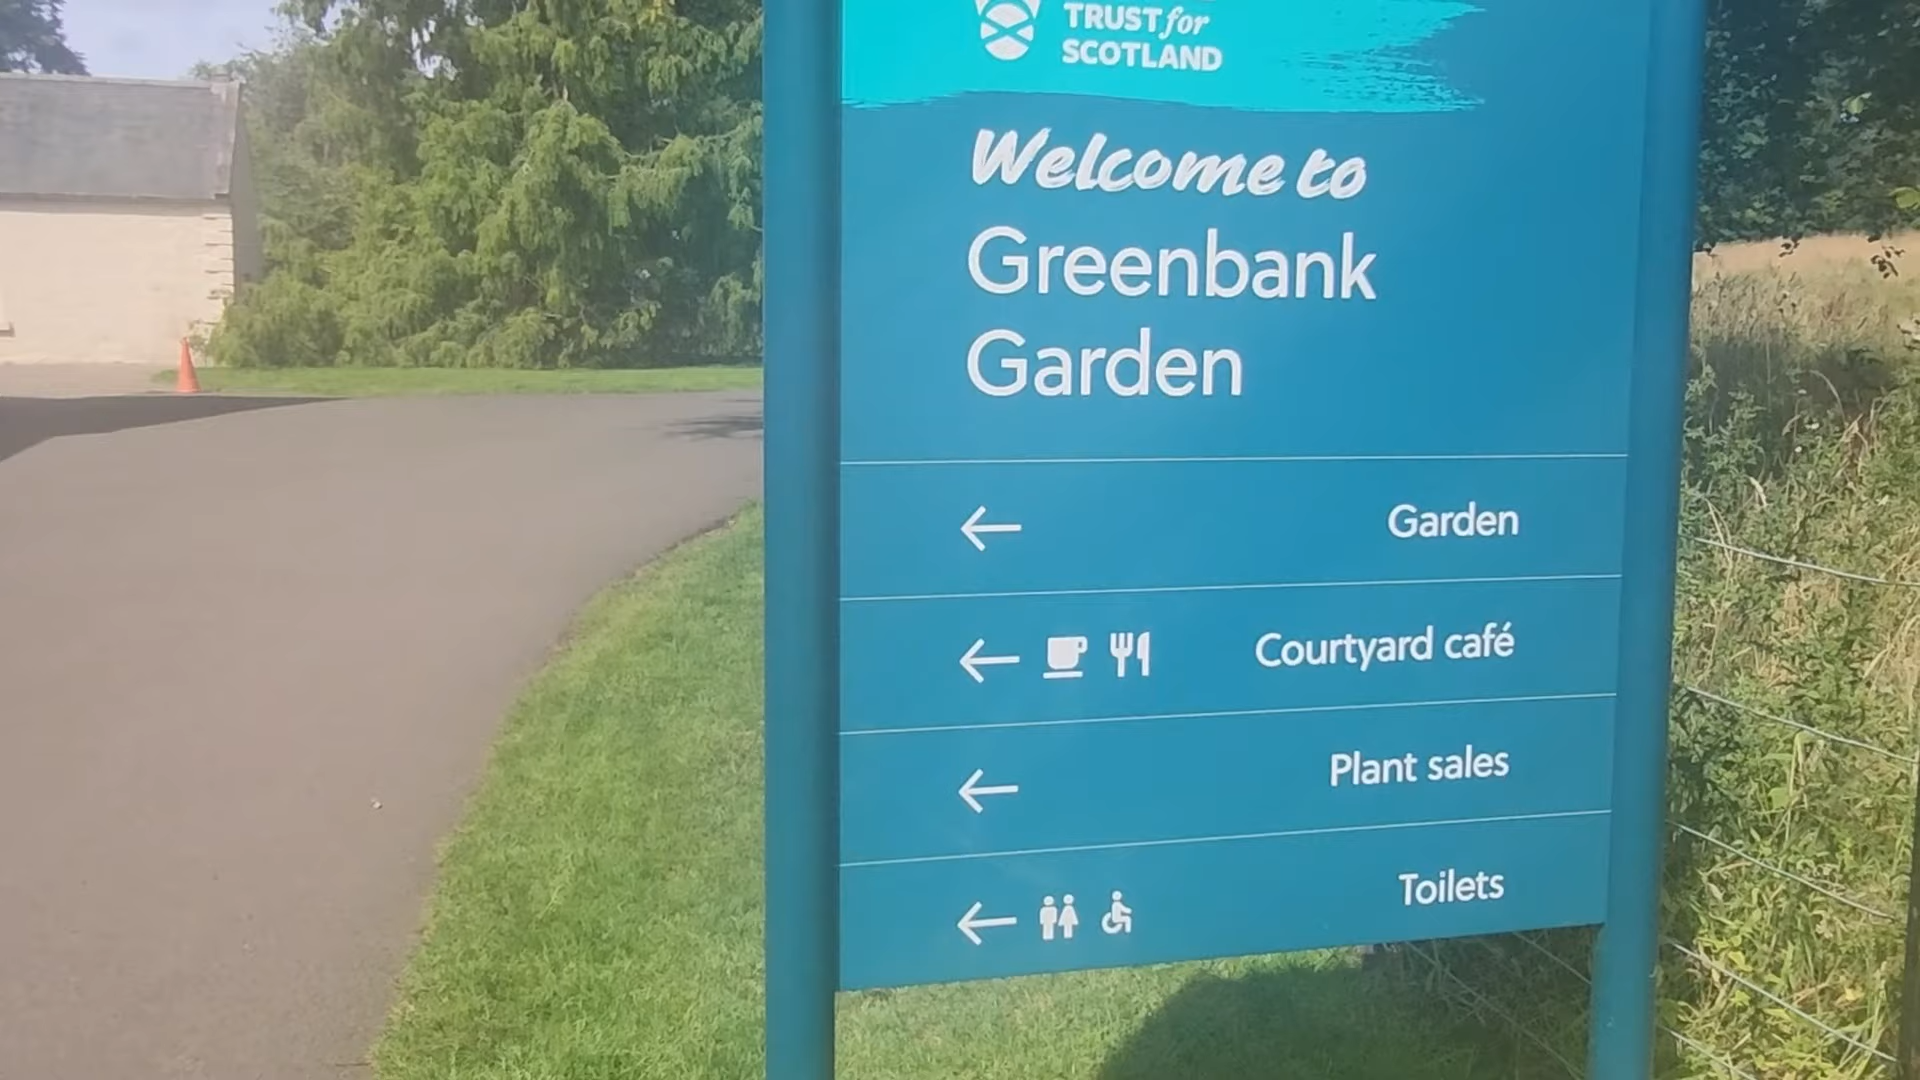 TRUST for
SCOTLAND
Welcome to
Greenbank
Garden
Garden
Courtyard café
Plant sales
Toilets